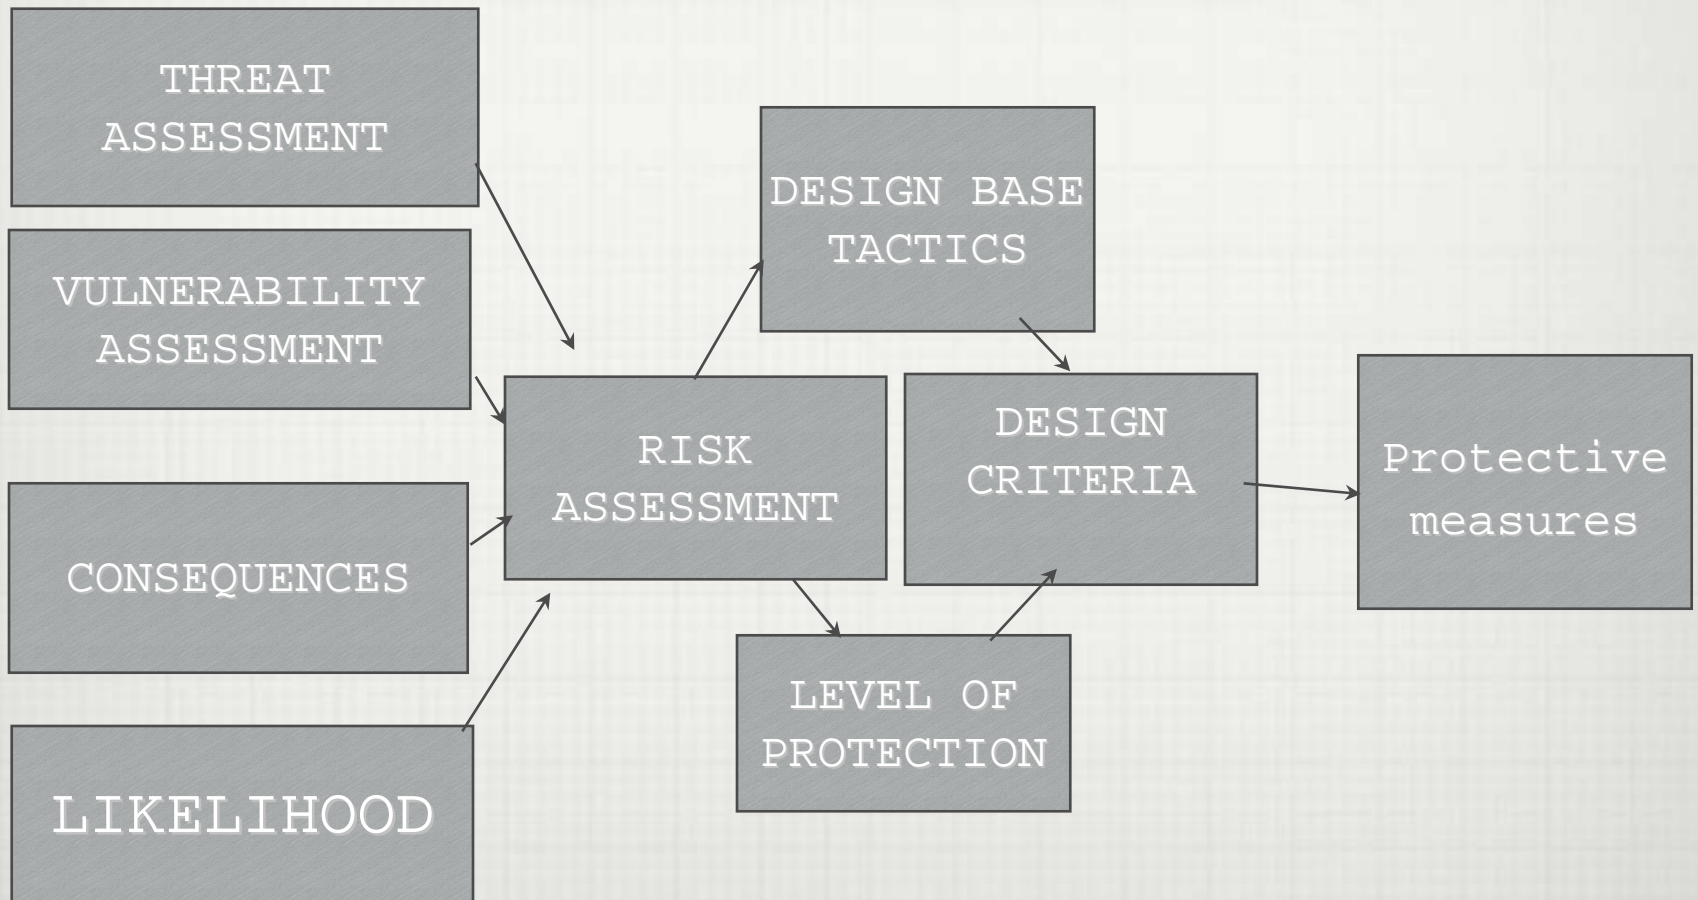 THREAT
ASSESSMENT
VULNERABILITY
ASSESSMENT
CONSEQUENCES
LIKELIHOOD
RISK
ASSESSMENT
DESIGN BASE
TACTICS
LEVEL OF
PROTECTION
DESIGN
CRITERIA
Protective
measures